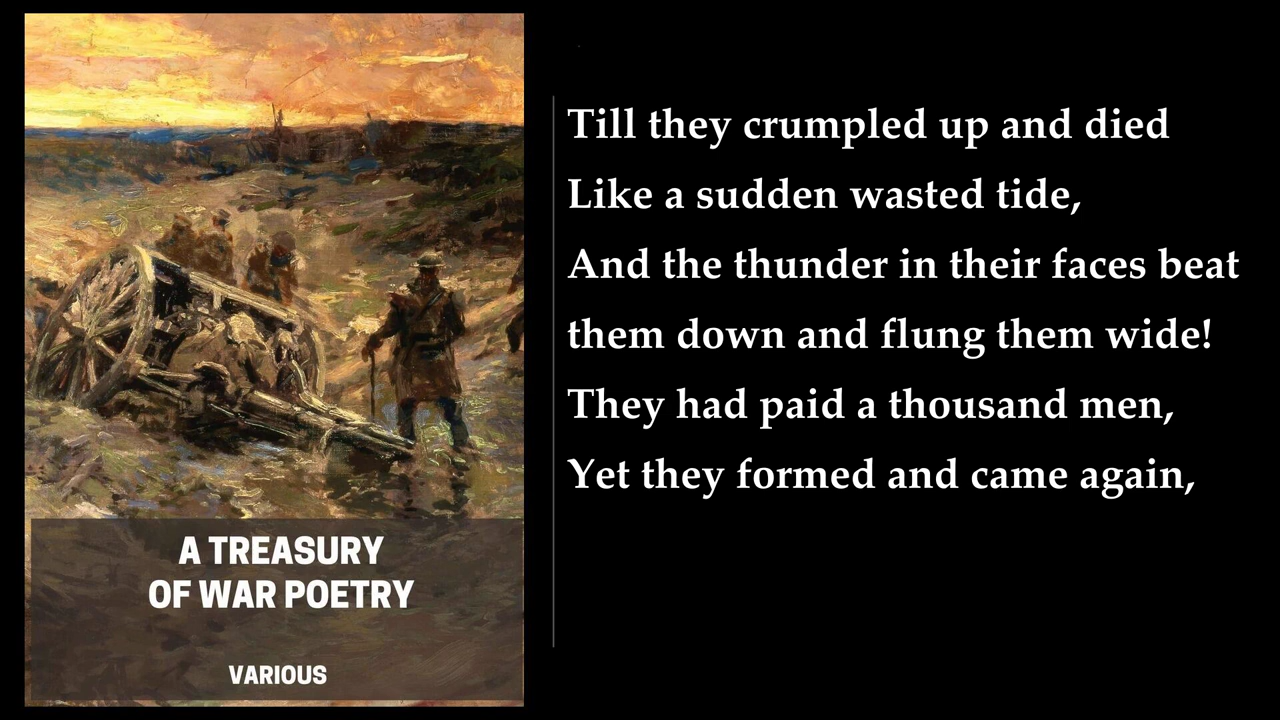 A TREASURY
OF WAR POETRY
VARIOUS
Till they crumpled up and died
Like a sudden wasted tide,
And the thunder in their faces beat
them down and flung them wide!
They had paid a thousand men,
Yet they formed and came again,